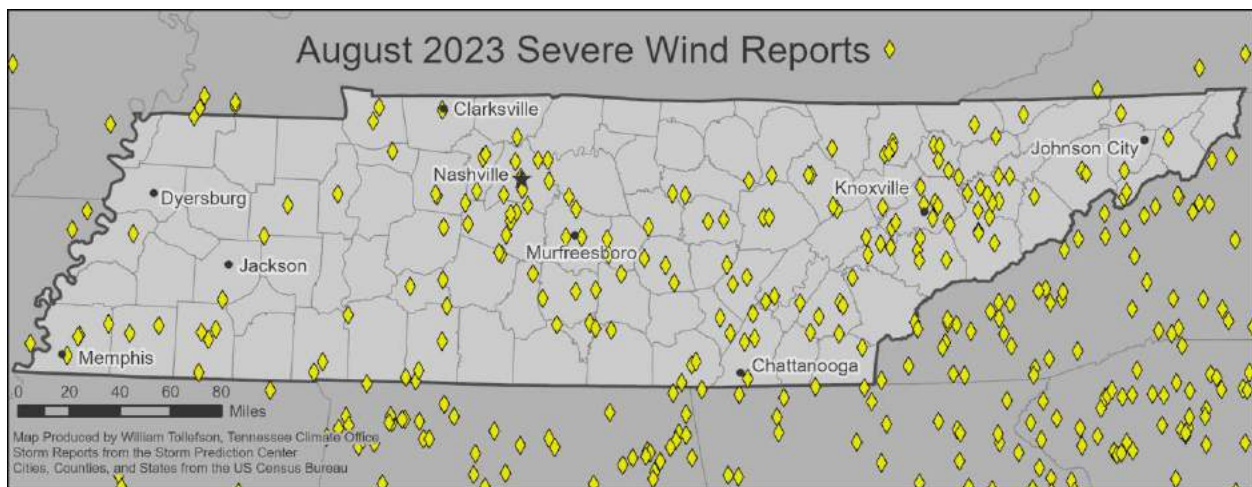 August 2023 Severe Wind Reports
Clarksville
Johnson City
Nashville
Knoxville
Dyersburg
Murfreesboro
Jackson
Memphis
Chattanooga
0 20 40 60 80
Miles
Map Produced by William Tollefson, Tennessee Climate Office
Storm Reports from the Storm Prediction Center
Cities, Counties, and States from the US Census Bureau